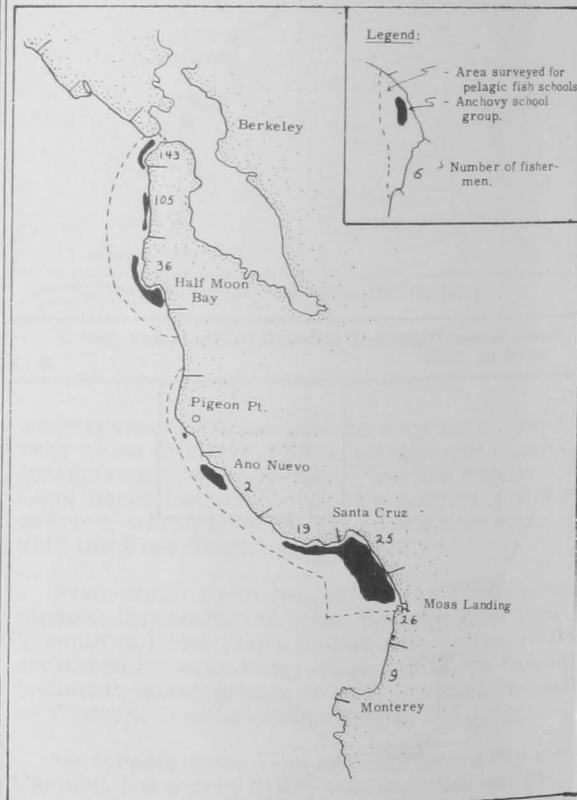 Legend:
- Area surveyed for
pelagic fish schools
- Anchovy school
group.
6
Number of fisher-
men.
Berkeley
143
105
36
Half Moon
Bay
Pigeon Pt.
0
Ano Nuevo
2
Santa Cruz
19
25
Moss Landing
26
9
Monterey